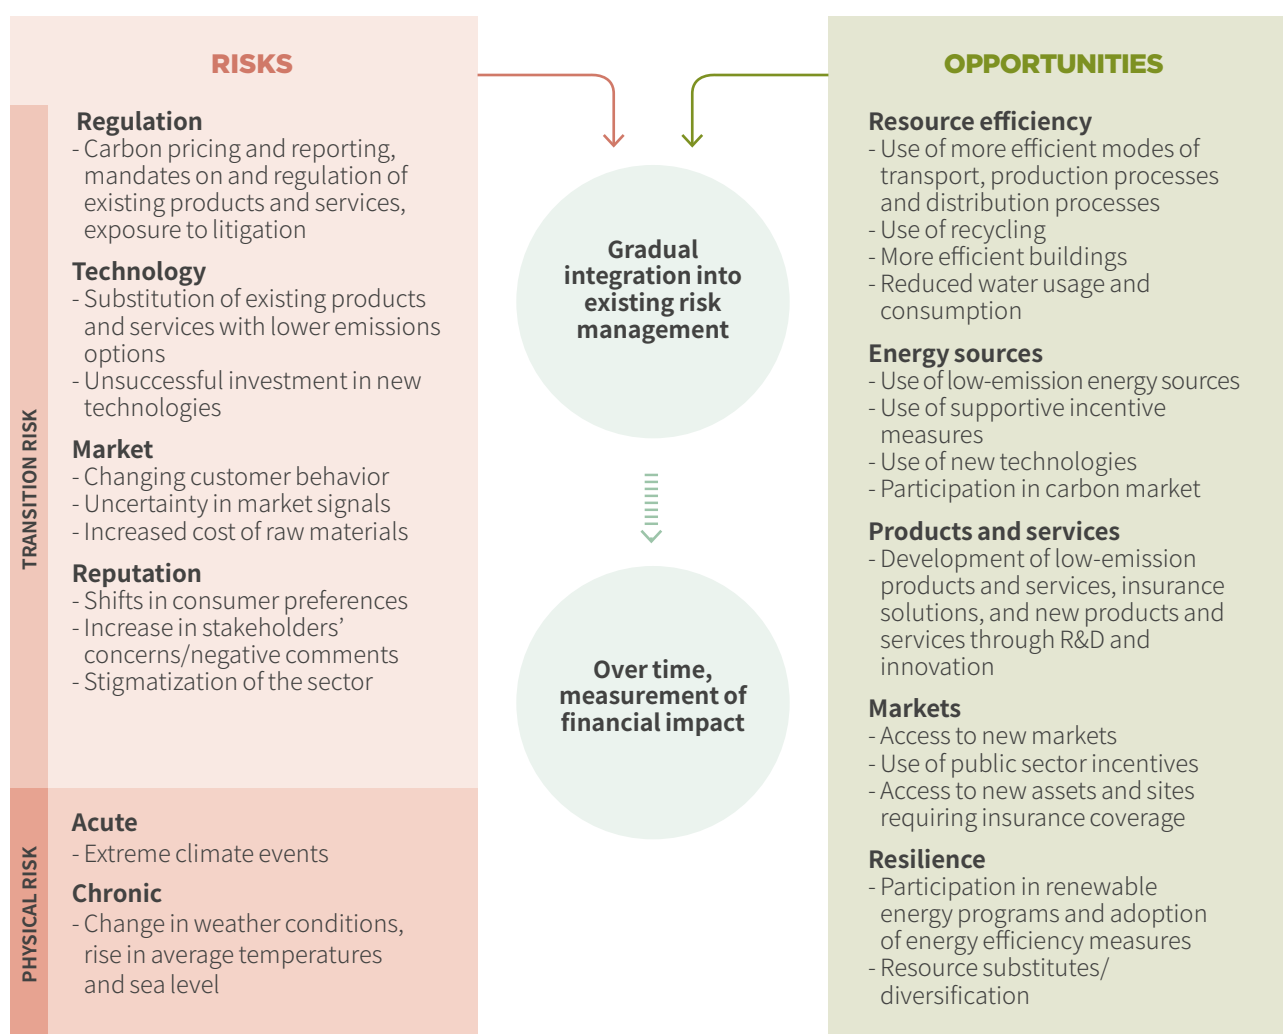 RISKS
TRANSITION RISK
Regulation
- Carbon pricing and reporting,
mandates on and regulation of
existing products and services,
exposure to litigation
Technology
- Substitution of existing products
and services with lower emissions
options
- Unsuccessful investment in new
technologies
Market
- Changing customer behavior
- Uncertainty in market signals
- Increased cost of raw materials
Reputation
- Shifts in consumer preferences
- Increase in stakeholders’
concerns/negative comments
- Stigmatization of the sector
PHYSICAL RISK
Acute
- Extreme climate events
Chronic
- Change in weather conditions,
rise in average temperatures
and sea level
Gradual
integration into
existing risk
management
Over time,
measurement of
financial impact
OPPORTUNITIES
Resource efficiency
- Use of more efficient modes of
transport, production processes
and distribution processes
- Use of recycling
- More efficient buildings
- Reduced water usage and
consumption
Energy sources
- Use of low-emission energy sources
- Use of supportive incentive
measures
- Use of new technologies
- Participation in carbon market
Products and services
- Development of low-emission
products and services, insurance
solutions, and new products and
services through R&D and
innovation
Markets
- Access to new markets
- Use of public sector incentives
- Access to new assets and sites
requiring insurance coverage
Resilience
- Participation in renewable
energy programs and adoption
of energy efficiency measures
- Resource substitutes/
diversification